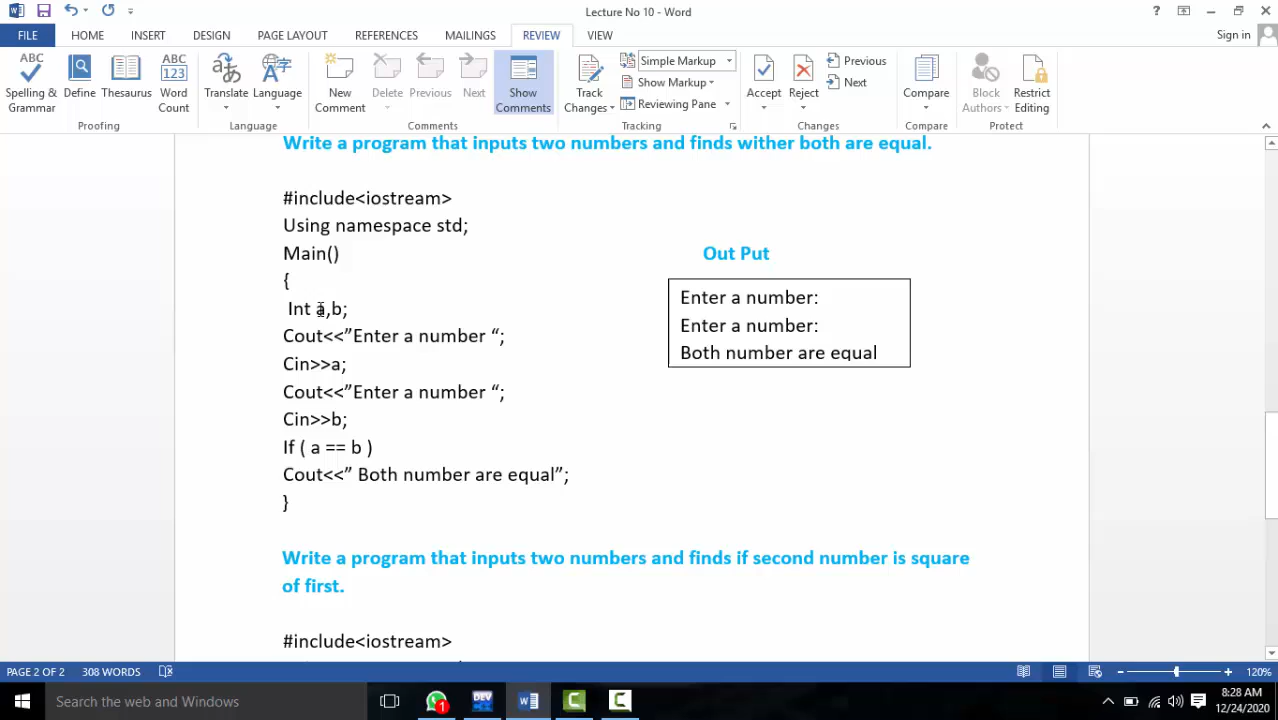 Lecture No 10 - Word
?
FILE HOME INSERT DESIGN PAGE LAYOUT REFERENCES MAILINGS REVIEW VIEW Sign in
ABC Spelling & Grammar
Define
Thesaurus
ABC 123 Word Count
Proofing
Translate
Language
Language
New Comment
Delete
Previous
Next
Show Comments
Comments
Track Changes
Simple Markup
Show Markup
Reviewing Pane
Tracking
Accept
Reject
Previous
Next
Changes
Compare
Compare
Block Authors
Restrict Editing
Protect
Write a program that inputs two numbers and finds wither both are equal.
#include<iostream>
Using namespace std;
Main()
{
Int a,b;
Cout<<”Enter a number “;
Cin>>a;
Cout<<”Enter a number “;
Cin>>b;
If ( a == b )
Cout<<” Both number are equal”;
}
Out Put
Enter a number:
Enter a number:
Both number are equal
Write a program that inputs two numbers and finds if second number is square
of first.
#include<iostream>
PAGE 2 OF 2 308 WORDS 120%
Search the web and Windows
1
DEV
8:28 AM
12/24/2020